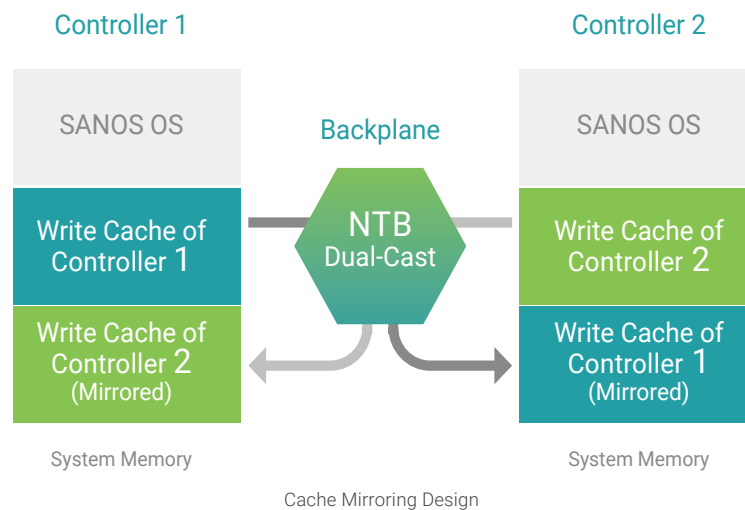 Controller 1
Controller 2
SANOS OS
Backplane
SANOS OS
Write Cache of
Controller 1
NTB
Dual-Cast
Write Cache of
Controller 2
Write Cache of
Controller 2
(Mirrored)
Write Cache of
Controller 1
(Mirrored)
System Memory
System Memory
Cache Mirroring Design